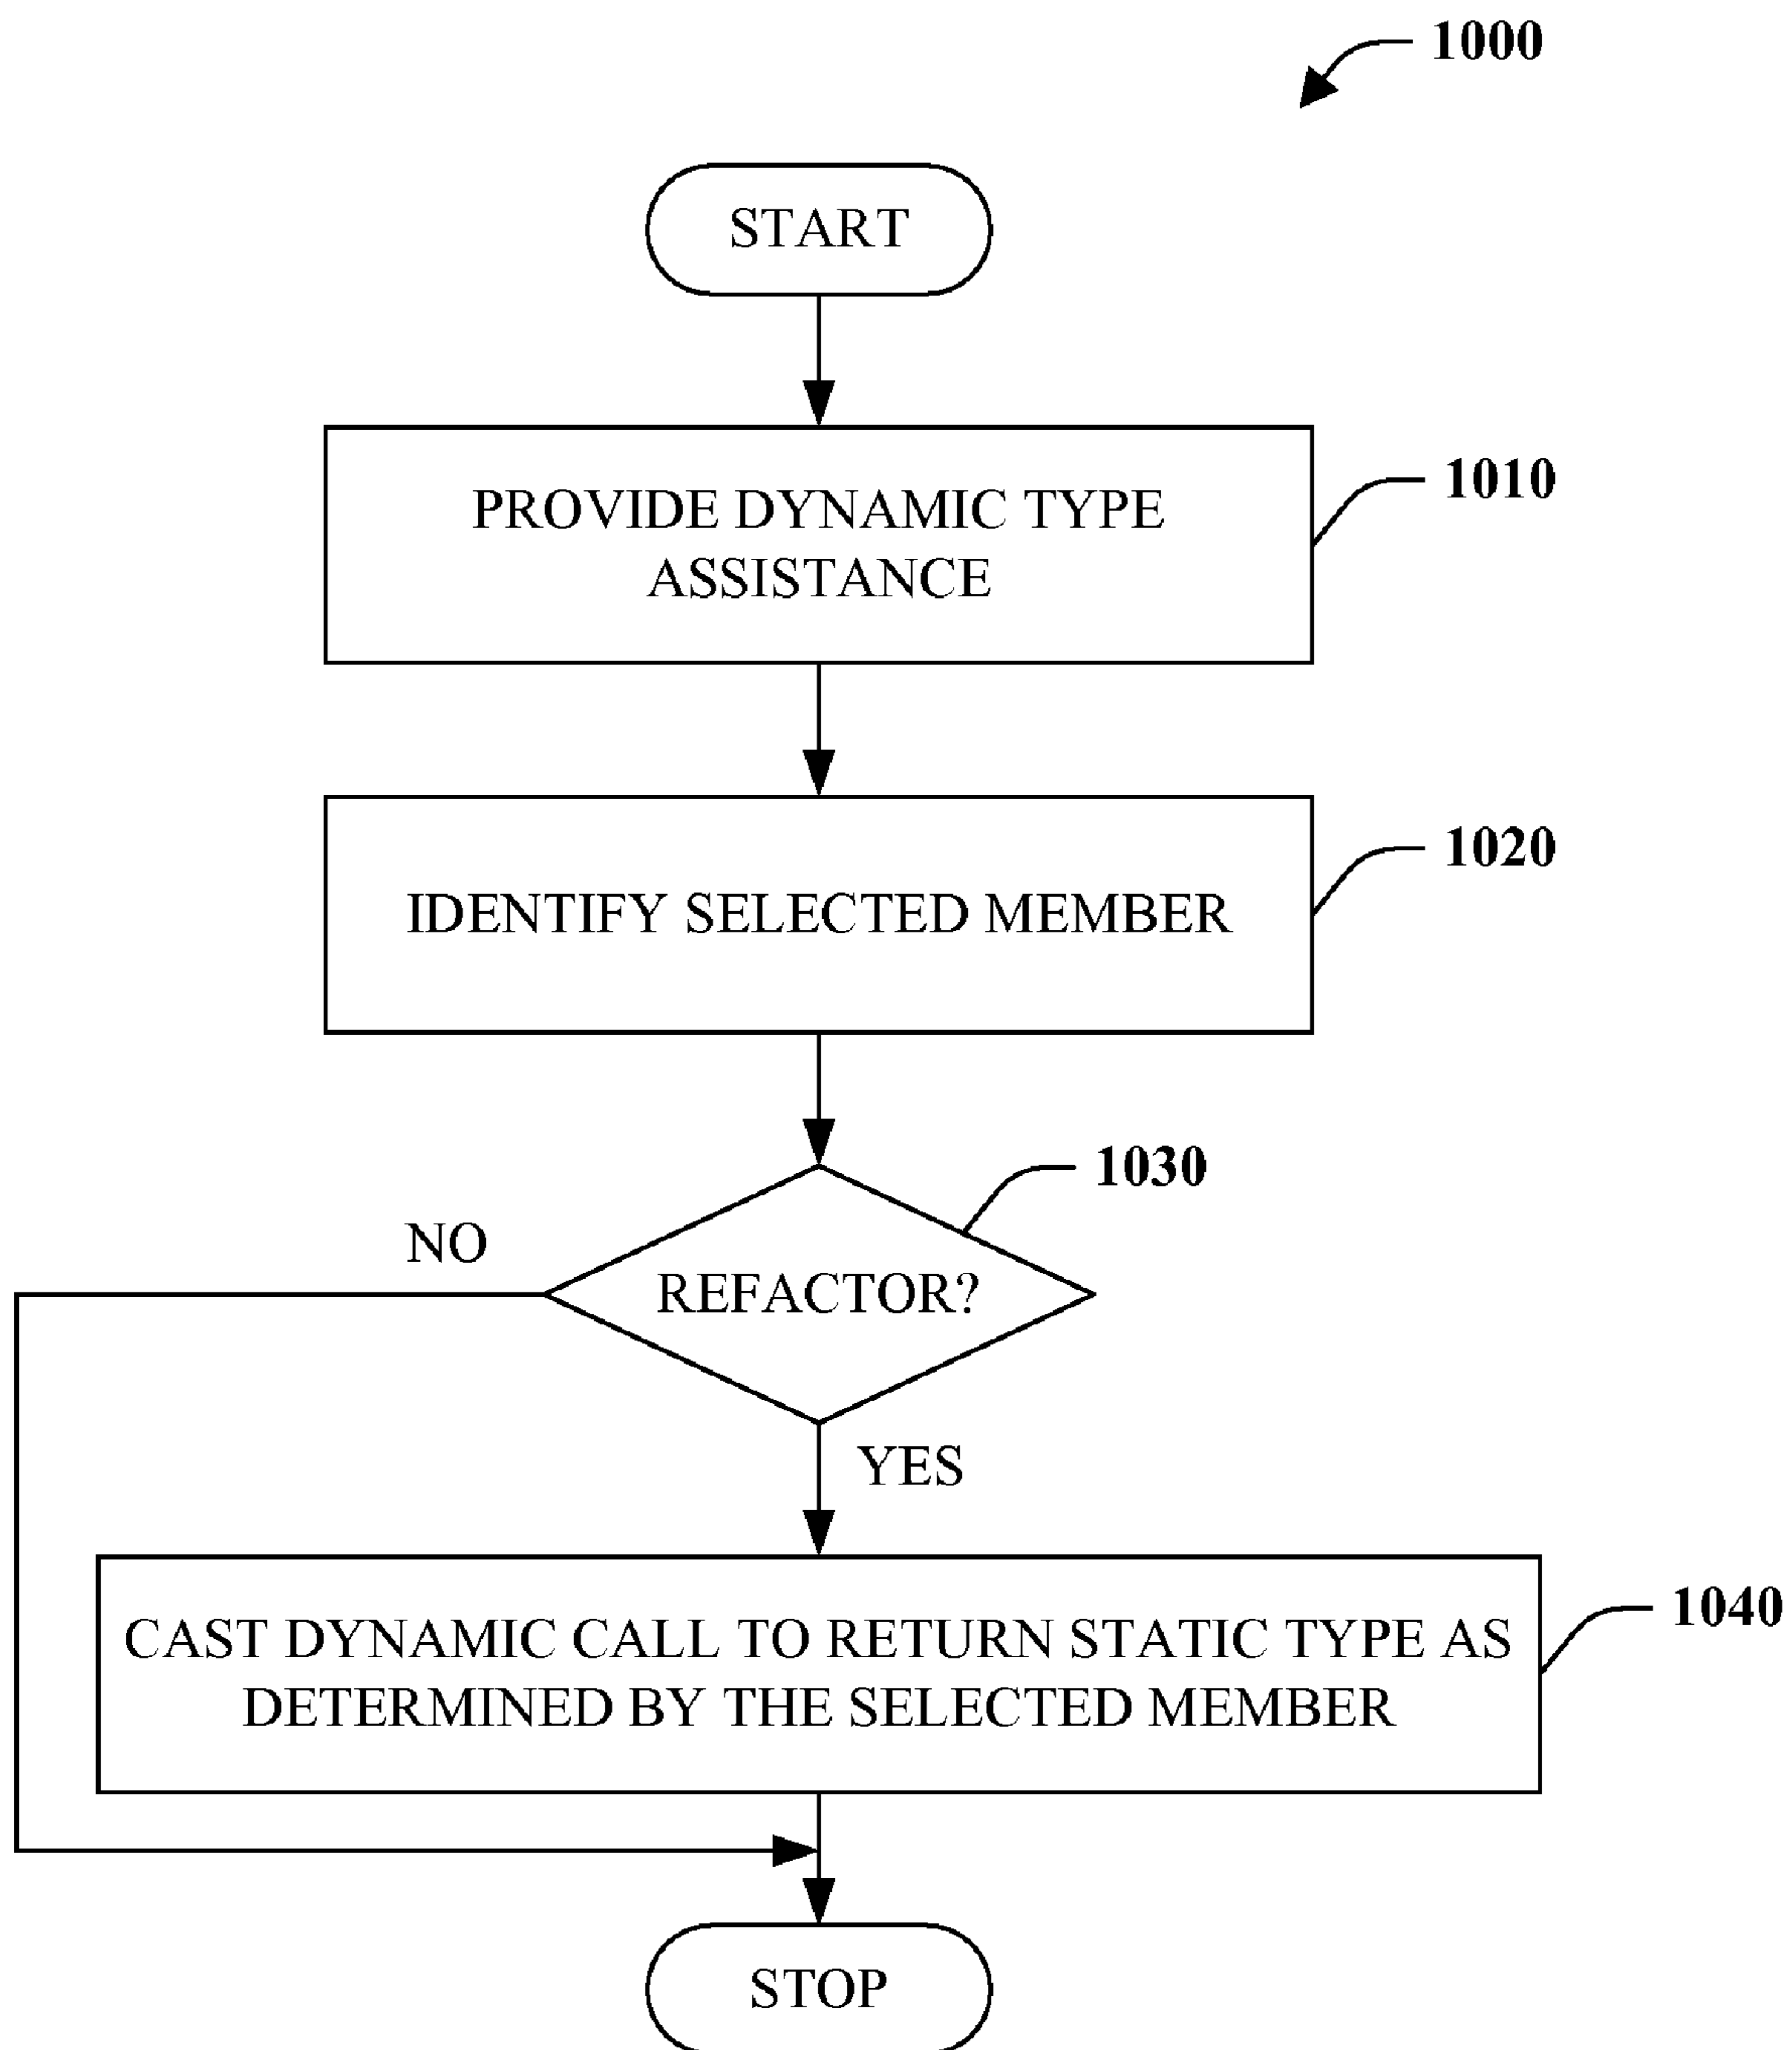 1000
START
PROVIDE DYNAMIC TYPE
ASSISTANCE
1010
IDENTIFY SELECTED MEMBER
1020
REFACTOR?
1030
NO
YES
CAST DYNAMIC CALL TO RETURN STATIC TYPE AS
DETERMINED BY THE SELECTED MEMBER
1040
STOP